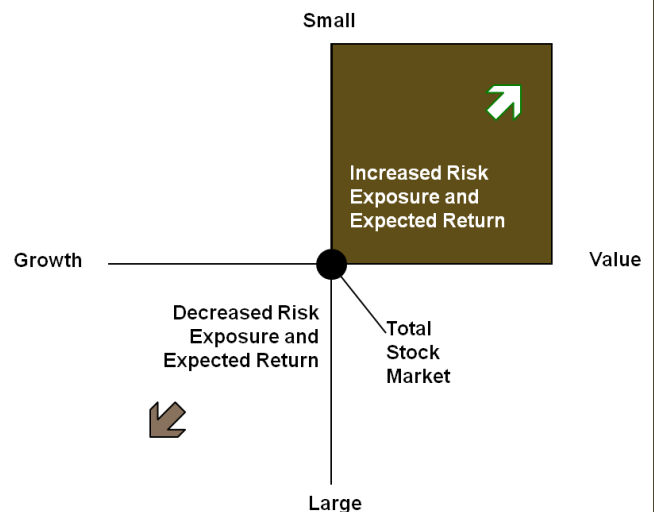 Small
Increased Risk
Exposure and
Expected Return
Growth
Value
Decreased Risk
Exposure and
Expected Return
Total
Stock
Market
Large